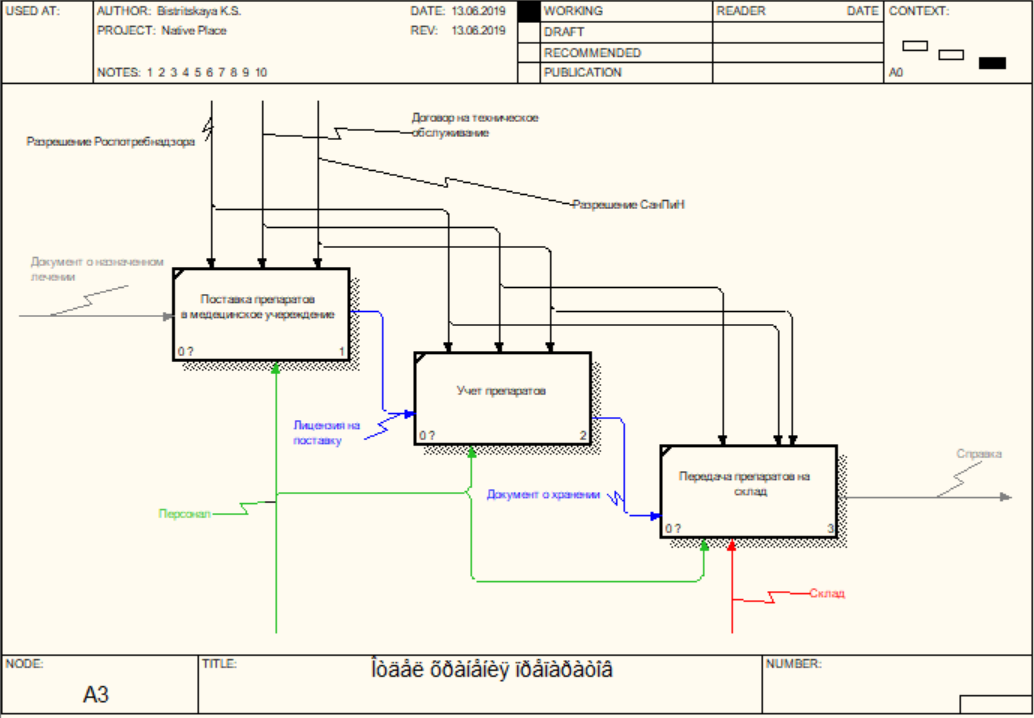 USED AT:
AUTHOR: Bistritskaya K.S.
DATE: 13.06.2019
PROJECT: Native Place
REV: 13.06.2019
NOTES: 1 2 3 4 5 6 7 8 9 10
WORKING
DRAFT
RECOMMENDED
PUBLICATION
READER
DATE
CONTEXT:
A0
Разрешение Роспотребнадзора
Договор на техническое
обслуживание
Разрешение СанПиН
Документ о назначенном
лечении
Поставка препаратов
в медецинское учереждение
0 ?
1
Учет препаратов
0 ?
2
Лицензия на
поставку
Передача препаратов на
склад
0 ?
3
Справка
Документ о хранении
Персонал
Склад
NODE:
A3
TITLE:
Îòäåë õðàíåíèÿ ïðåïàðàòîâ
NUMBER: